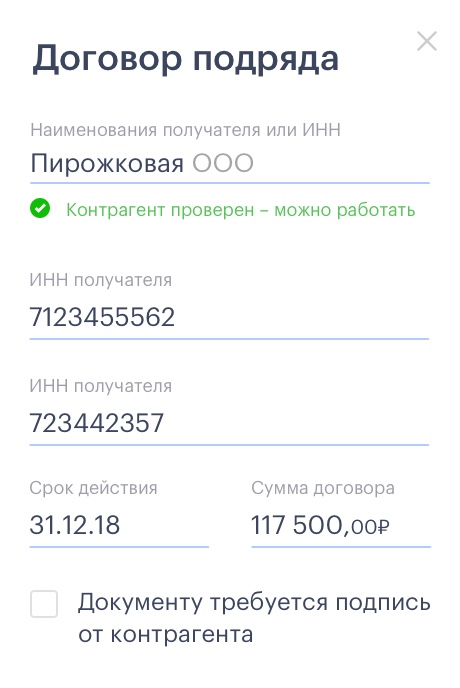 Договор подряда
Наименования получателя или ИНН
Пирожковая ООО
Контрагент проверен – можно работать
ИНН получателя
7123455562
ИНН получателя
723442357
Срок действия
Сумма договора
31.12.18
117 500,00₽
Документу требуется подпись
от контрагента